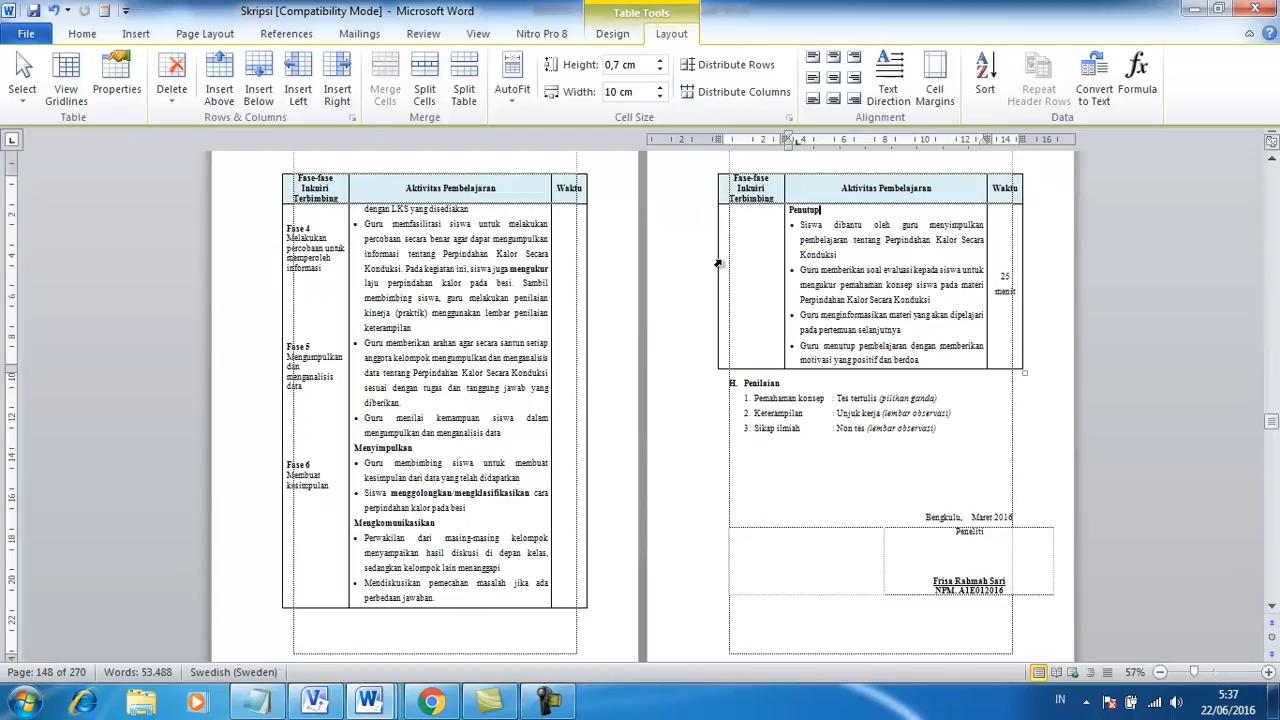 Skripsi [Compatibility Mode] - Microsoft Word
Table Tools
File
Home
Insert
Page Layout
References
Mailings
Review
View
Nitro Pro 8
Design
Layout
Select
View
Gridlines
Properties
Delete
Insert
Above
Insert
Below
Insert
Left
Insert
Right
Merge
Cells
Split
Cells
Split
Table
AutoFit
Height: 0,7 cm
Width: 10 cm
Distribute Rows
Distribute Columns
Text
Direction
Cell
Margins
Sort
Repeat
Header Rows
Convert
to Text
Formula
Table
Rows & Columns
Merge
Cell Size
Alignment
Data
Fase-fase
Inkuiri
Terbimbing
Aktivitas Pembelajaran
Waktu
dengan LKS yang disediakan
Fase 4
Melakukan
percobaan untuk
memperoleh
informasi
• Guru memfasilitasi siswa untuk melakukan
percobaan secara benar agar dapat mengumpulkan
informasi tentang Perpindahan Kalor Secara
Konduksi. Pada kegiatan ini, siswa juga mengukur
laju perpindahan kalor pada besi. Sambil
membimbing siswa, guru melakukan penilaian
kinerja (praktik) menggunakan lembar penilaian
keterampilan
Fase 5
Mengumpulkan
dan
menganalisis
data
• Guru memberikan arahan agar secara santun setiap
anggota kelompok mengumpulkan dan menganalisis
data tentang Perpindahan Kalor Secara Konduksi
sesuai dengan tugas dan tanggung jawab yang
diberikan.
• Guru menilai kemampuan siswa dalam
mengumpulkan dan menganalisis data
Menyimpulkan
Fase 6
Membuat
kesimpulan
• Guru membimbing siswa untuk membuat
kesimpulan dari data yang telah didapatkan
• Siswa menggolongkan/mengklasifikasikan cara
perpindahan kalor pada besi
Mengkomunikasikan
• Perwakilan dari masing-masing kelompok
menyampaikan hasil diskusi di depan kelas,
sedangkan kelompok lain menanggapi
• Mendiskusikan pemecahan masalah jika ada
perbedaan jawaban.
Fase-fase
Inkuiri
Terbimbing
Aktivitas Pembelajaran
Waktu
Penutup
• Siswa dibantu oleh guru menyimpulkan
pembelajaran tentang Perpindahan Kalor Secara
Konduksi
• Guru memberikan soal evaluasi kepada siswa untuk
mengukur pemahaman konsep siswa pada materi
Perpindahan Kalor Secara Konduksi
• Guru menginformasikan materi yang akan dipelajari
pada pertemuan selanjutnya
• Guru menutup pembelajaran dengan memberikan
motivasi yang positif dan berdoa.
25
menit
H. Penilaian
1. Pemahaman konsep : Tes tertulis (pilihan ganda)
2. Keterampilan : Unjuk kerja (lembar observasi)
3. Sikap ilmiah : Non tes (lembar observasi)
Bengkulu, Maret 2016
Peneliti
Frisa Rahmah Sari
NPM. A1E012016
Page: 148 of 270
Words: 53.488
Swedish (Sweden)
57%
IN
5:37
22/06/2016